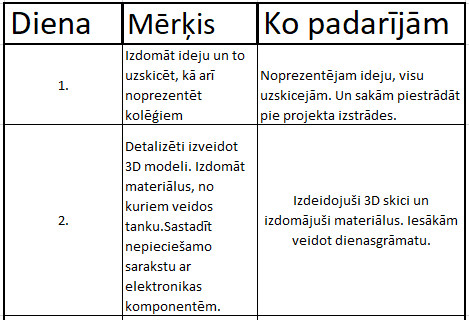 Diena Mērķis Ko padarījām
Izdomāt ideju un to
uzskicēt, kā arī
noprezentēt
kolēģiem
1.
Noprezentējam ideju, visu
uzskicejām. Un sakām piestrādāt
pie projekta izstrādes.
Detalizēti izveidot
3D modeli. Izdomāt
materiālus, no
kuriem veidos
tanku.Sastadīt
nepieciešamo
sarakstu ar
elektronikas
komponentēm.
2.
Izdeidojuši 3D skici un
izdomājuši materiālus. Iesākām
veidot dienasgrāmatu.